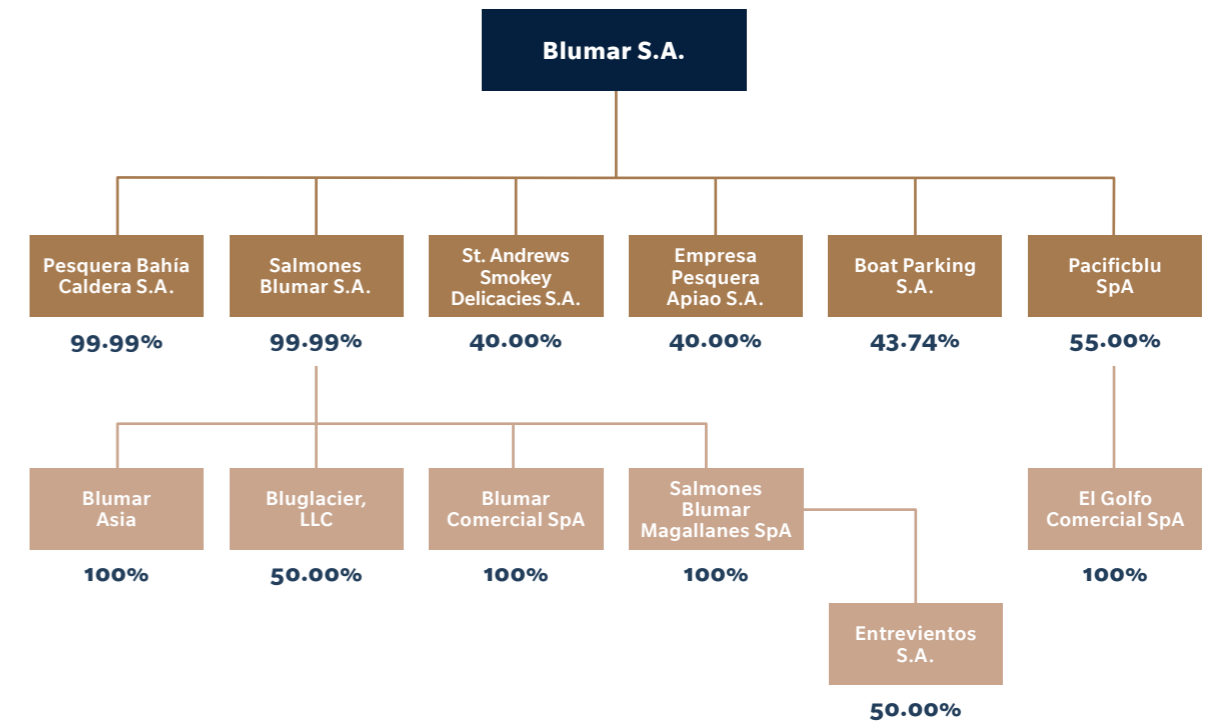 Blumar S.A.
Pesquera Bahía
Caldera S.A.
99.99%
Salmones
Blumar S.A.
99.99%
St. Andrews
Smokey
Delicacies S.A.
40.00%
Empresa
Pesquera
Apiao S.A.
40.00%
Boat Parking
S.A.
43.74%
Pacificblu
SpA
55.00%
Blumar
Asia
100%
Bluglacier,
LLC
50.00%
Blumar
Comercial SpA
100%
Salmones
Blumar
Magallanes SpA
100%
El Golfo
Comercial SpA
100%
Entrevientos
S.A.
50.00%